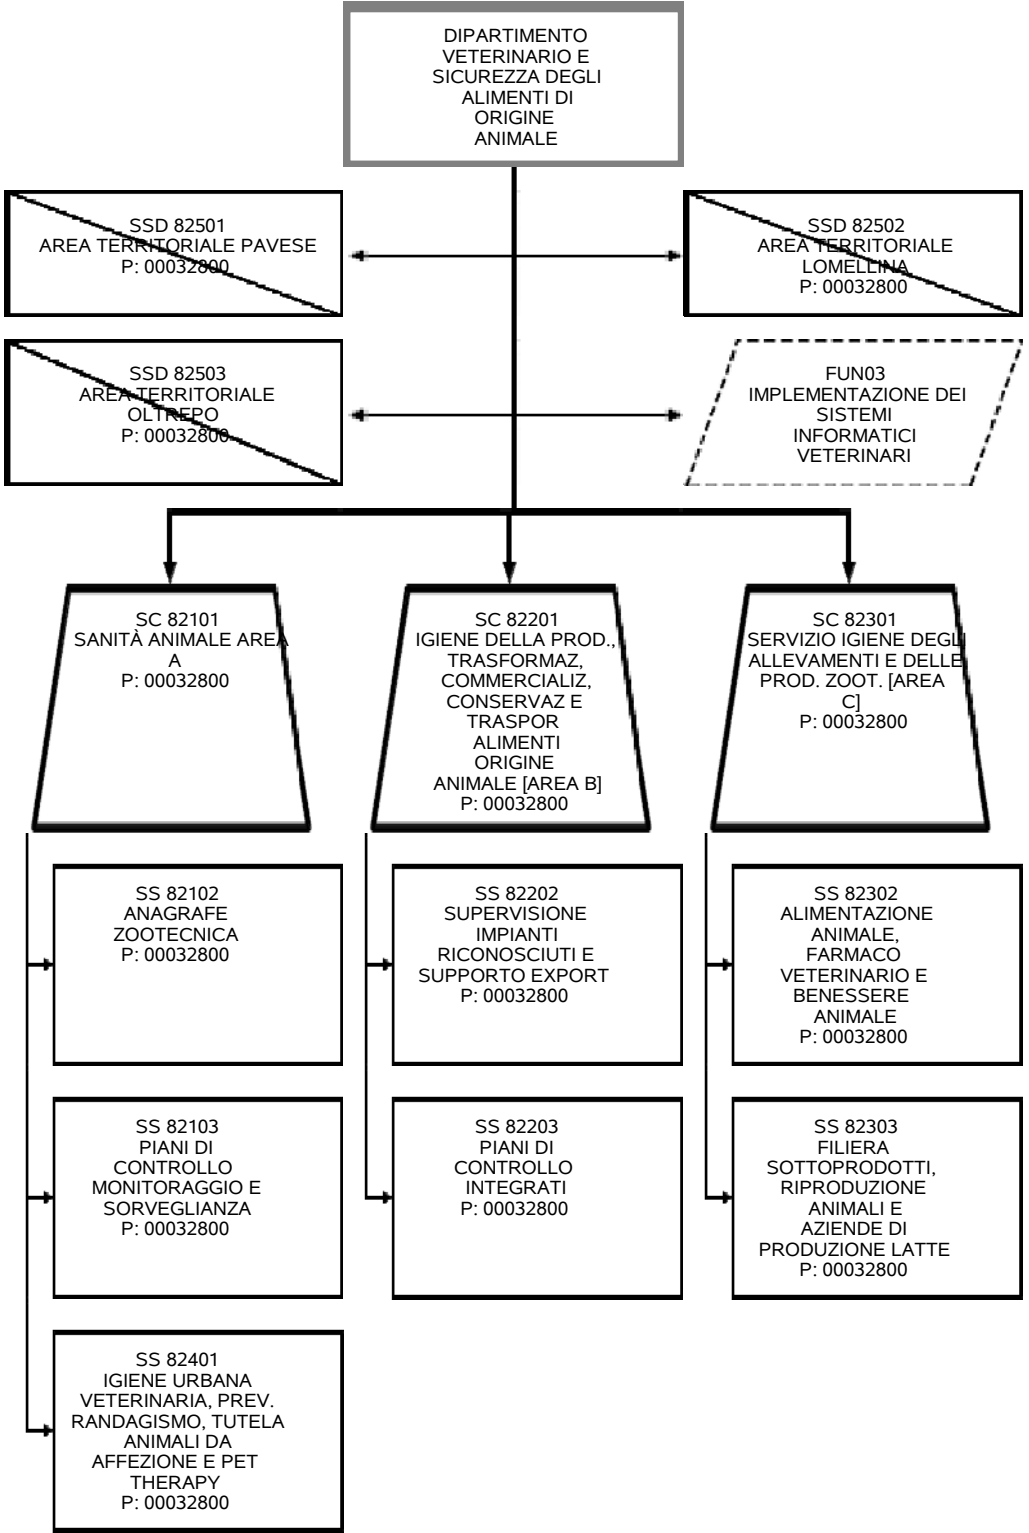 DIPARTIMENTO
VETERINARIO E
SICUREZZA DEGLI
ALIMENTI DI
ORIGINE
ANIMALE
SSD 82501
AREA TERRITORIALE PAVESE
P: 00032800
SSD 82502
AREA TERRITORIALE
LOMELLINA
P: 00032800
SSD 82503
AREA TERRITORIALE
OLTREPO
P: 00032800
FUN03
IMPLEMENTAZIONE DEI
SISTEMI
INFORMATICI
VETERINARI
SC 82101
SANITÀ ANIMALE AREA
A
P: 00032800
SC 82201
IGIENE DELLA PROD.,
TRASFORMAZ,
COMMERCIALIZ,
CONSERVAZ E
TRASPOR
ALIMENTI
ORIGINE
ANIMALE [AREA B]
P: 00032800
SC 82301
SERVIZIO IGIENE DEGLI
ALLEVAMENTI E DELLE
PROD. ZOOT. [AREA
C]
P: 00032800
SS 82102
ANAGRAFE
ZOOTECNICA
P: 00032800
SS 82202
SUPERVISIONE
IMPIANTI
RICONOSCIUTI E
SUPPORTO EXPORT
P: 00032800
SS 82302
ALIMENTAZIONE
ANIMALE,
FARMACO
VETERINARIO E
BENESSERE
ANIMALE
P: 00032800
SS 82103
PIANI DI
CONTROLLO
MONITORAGGIO E
SORVEGLIANZA
P: 00032800
SS 82203
PIANI DI
CONTROLLO
INTEGRATI
P: 00032800
SS 82303
FILIERA
SOTTOPRODOTTI,
RIPRODUZIONE
ANIMALI E
AZIENDE DI
PRODUZIONE LATTE
P: 00032800
SS 82401
IGIENE URBANA
VETERINARIA, PREV.
RANDAGISMO, TUTELA
ANIMALI DA
AFFEZIONE E PET
THERAPY
P: 00032800